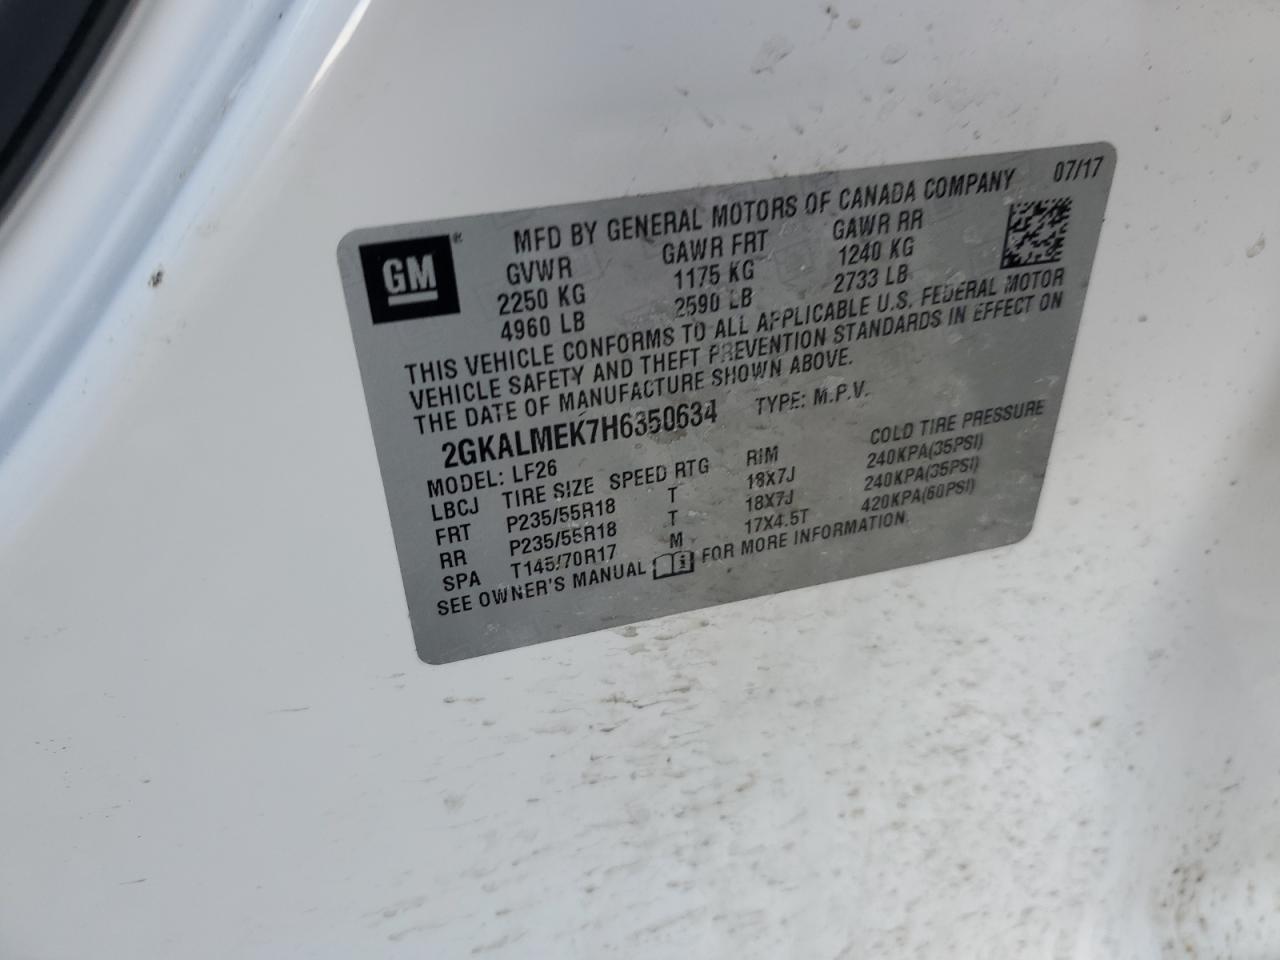 07/17
GM®
MFD BY GENERAL MOTORS OF CANADA COMPANY
GVWR GAWR FRT GAWR RR
2250 KG 1175 KG 1240 KG
4960 LB 2590 LB 2733 LB
THIS VEHICLE CONFORMS TO ALL APPLICABLE U.S. FEDERAL MOTOR
VEHICLE SAFETY AND THEFT PREVENTION STANDARDS IN EFFECT ON
THE DATE OF MANUFACTURE SHOWN ABOVE.
2GKALMEK7H6350634 TYPE: M.P.V.
MODEL: LF26
LBCJ TIRE SIZE SPEED RTG RIM COLD TIRE PRESSURE
FRT P235/55R18 T 18X7J 240KPA(35PSI)
RR P235/55R18 T 18X7J 240KPA(35PSI)
SPA T145/70R17 M 17X4.5T 420KPA(60PSI)
SEE OWNER'S MANUAL FOR MORE INFORMATION.